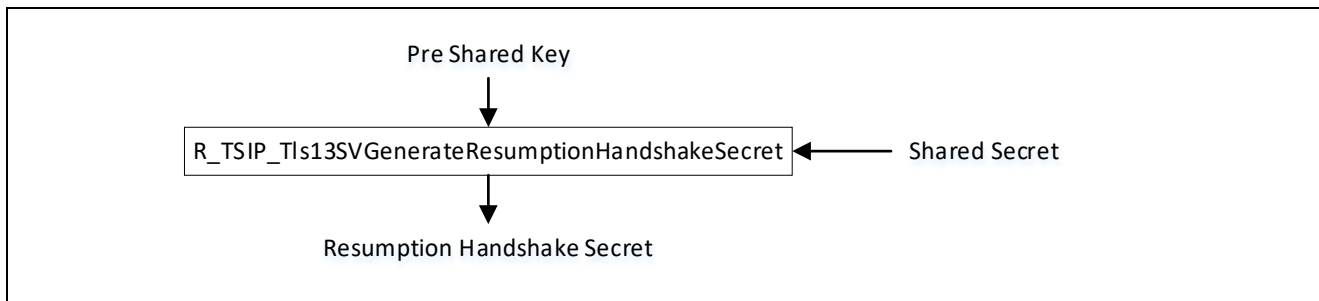 Pre Shared Key
R_TSIP_Tls13SVGenerateResumptionHandshakeSecret
Shared Secret
Resumption Handshake Secret